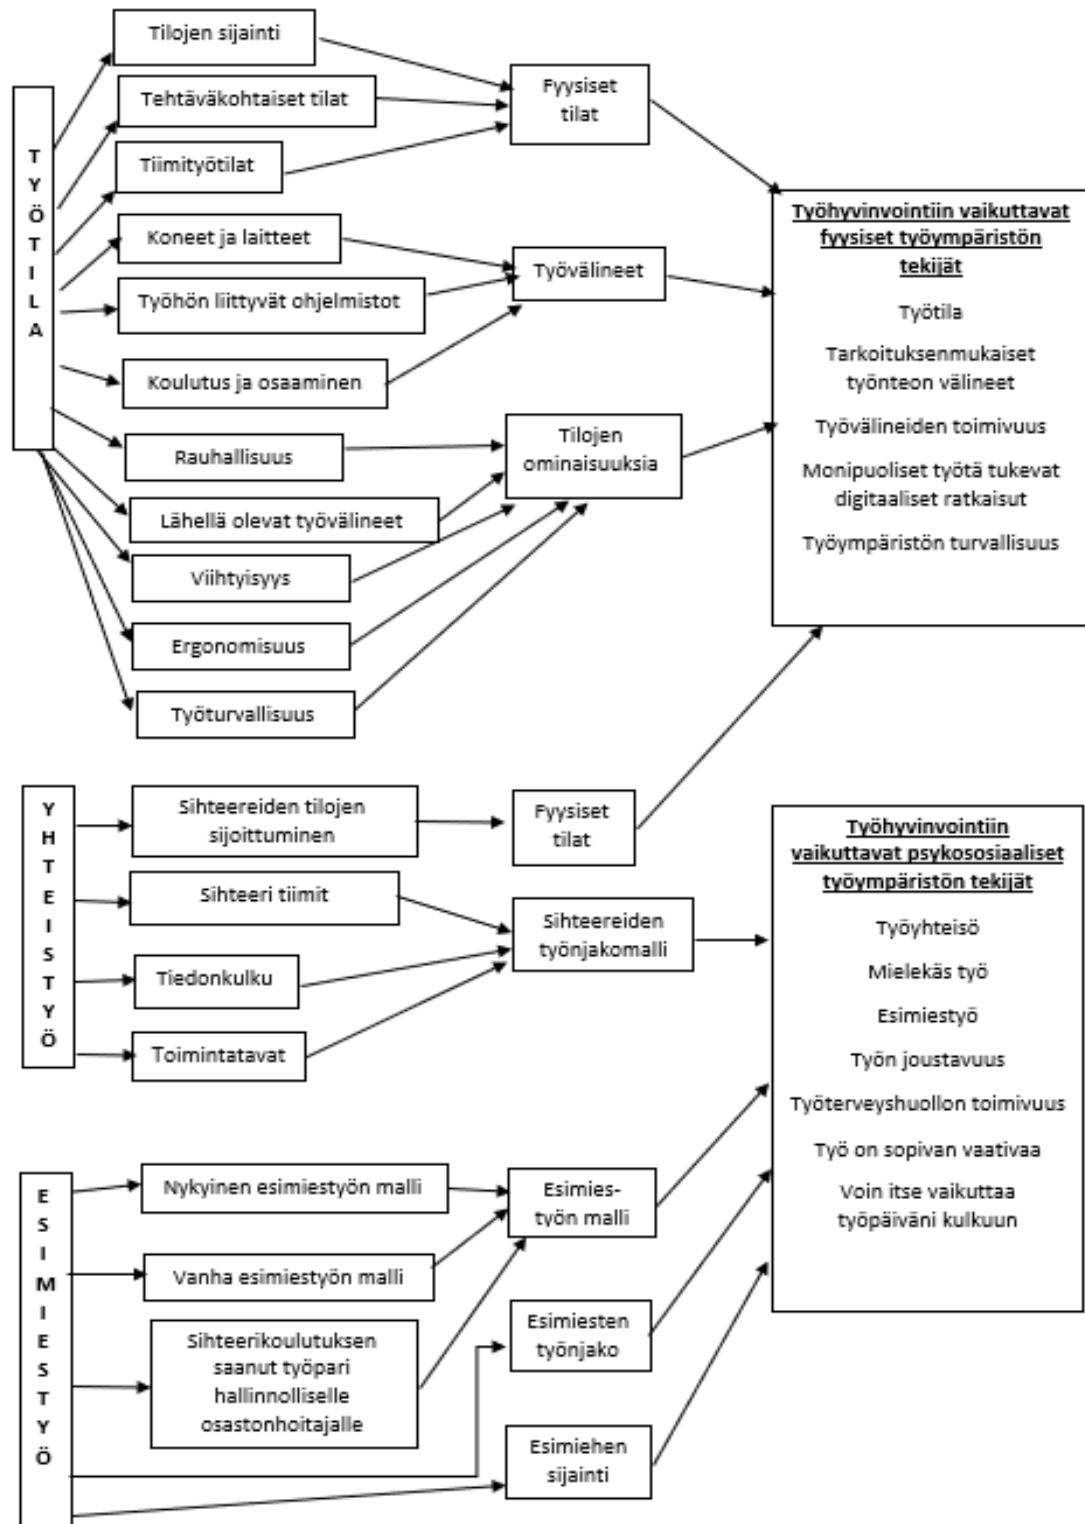 TYÖTILA
Tilojen sijainti
Tehtäväkohtaiset tilat
Tiimityötilat
Koneet ja laitteet
Työhön liittyvät ohjelmistot
Koulutus ja osaaminen
Rauhallisuus
Lähellä olevat työvälineet
Viihtyisyys
Ergonomisuus
Työturvallisuus
Fyysiset
tilat
Työvälineet
Tilojen
ominaisuuksia
Työhyvinvointiin vaikuttavat
fyysiset työympäristön
tekijät
Työtila
Tarkoituksenmukaiset
työnteon välineet
Työvälineiden toimivuus
Monipuoliset työtä tukevat
digitaaliset ratkaisut
Työympäristön turvallisuus
YHTEISTYÖ
Sihteereiden tilojen
sijoittuminen
Sihteeri tiimit
Tiedonkulku
Toimintatavat
Fyysiset
tilat
Sihteereiden
työnjakomalli
Työhyvinvointiin
vaikuttavat psykososiaaliset
työympäristön tekijät
Työyhteisö
Mielekäs työ
Esimiestyö
Työn joustavuus
Työterveyshuollon toimivuus
Työ on sopivan vaativaa
Voin itse vaikuttaa
työpäiväni kulkuun
ESIMIESTYÖ
Nykyinen esimiestyön malli
Vanha esimiestyön malli
Sihteerikoulutuksen
saanut työpari
hallinnolliselle
osastonhoitajalle
Esimies-
työn malli
Esimiesten
työnjako
Esimiehen
sijainti